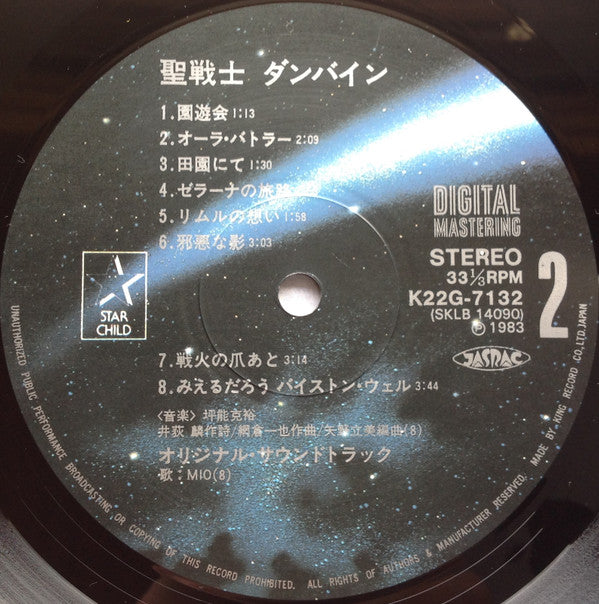 聖戦士 ダンバイン
1.園遊会 1:13
2.オーラ・バトラー 2:09
3.田園にて 1:30
4.ゼラーナの旅路
5.リムルの想い 1:58
6.邪悪な影 3:03
DIGITAL
MASTERING
STEREO
33⅓RPM
K22G-7132
(SKLB 14090)
℗1983
2
STAR
CHILD
JASRAC
7.戦火の爪あと 3:14
8.みえるだろう バイストン・ウェル 3:44
〈音楽〉坪能克裕
井荻 麟作詩/網倉一也作曲/矢野立美編曲(8)
オリジナル・サウンドトラック
歌:MIO(8)
UNAUTHORIZED PUBLIC PERFORMANCE BROADCASTING OR COPYING OF THIS RECORD PROHIBITED. ALL RIGHTS OF AUTHORS & MANUFACTURER RESERVED. MADE BY KING RECORD CO., LTD. JAPAN